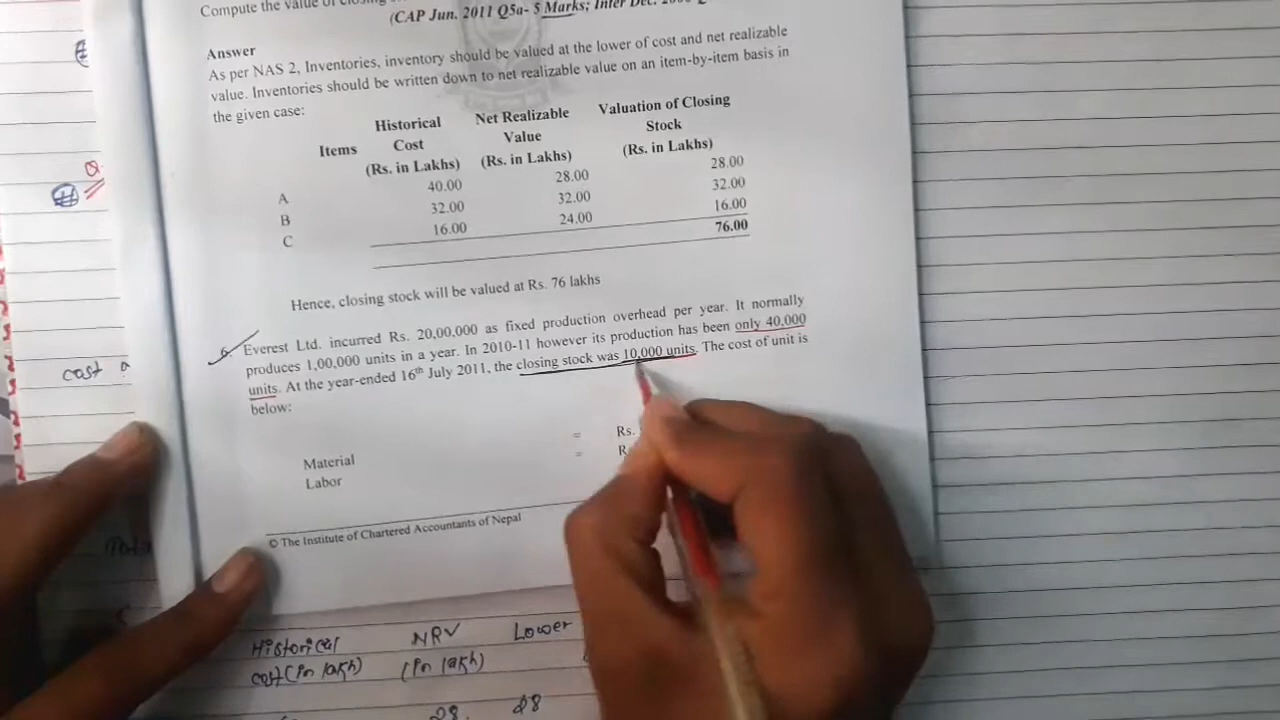 Compute the value of closing
(CAP Jun. 2011 Q5a- 5 Marks; Inter Dec.
Answer
As per NAS 2, Inventories, inventory should be valued at the lower of cost and net realizable
value. Inventories should be written down to net realizable value on an item-by-item basis in
the given case:
Items Historical Cost (Rs. in Lakhs) Net Realizable Value (Rs. in Lakhs) Valuation of Closing Stock (Rs. in Lakhs)
A 40.00 28.00 28.00
B 32.00 32.00 32.00
C 16.00 24.00 16.00
76.00
Hence, closing stock will be valued at Rs. 76 lakhs
6. Everest Ltd. incurred Rs. 20,00,000 as fixed production overhead per year. It normally
produces 1,00,000 units in a year. In 2010-11 however its production has been only 40,000
units. At the year-ended 16th July 2011, the closing stock was 10,000 units. The cost of unit is
below:
Material = Rs.
Labor =
© The Institute of Chartered Accountants of Nepal
cost a
Historical NRV Lower
cost (in lakh) (in lakh)
28 28